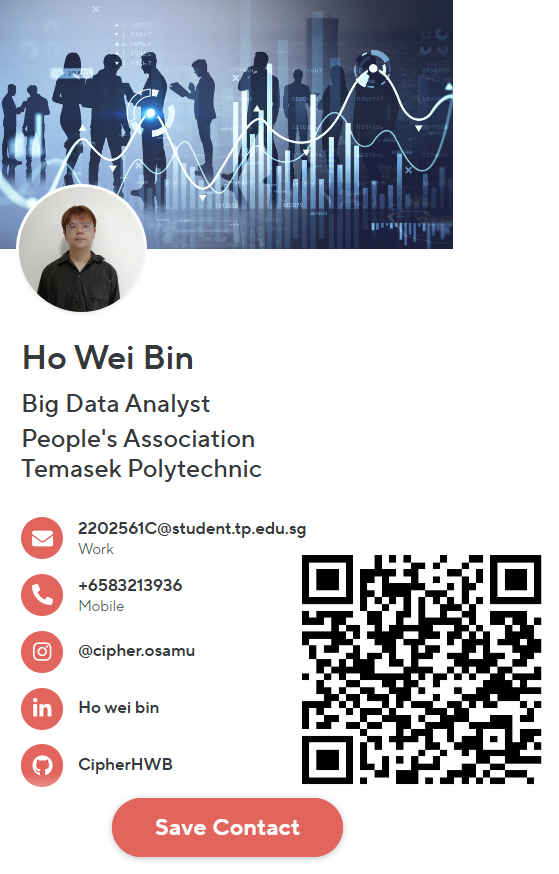 Ho Wei Bin
Big Data Analyst
People's Association
Temasek Polytechnic
2202561C@student.tp.edu.sg
Work
+6583213936
Mobile
@cipher.osamu
Ho wei bin
CipherHWB
Save Contact